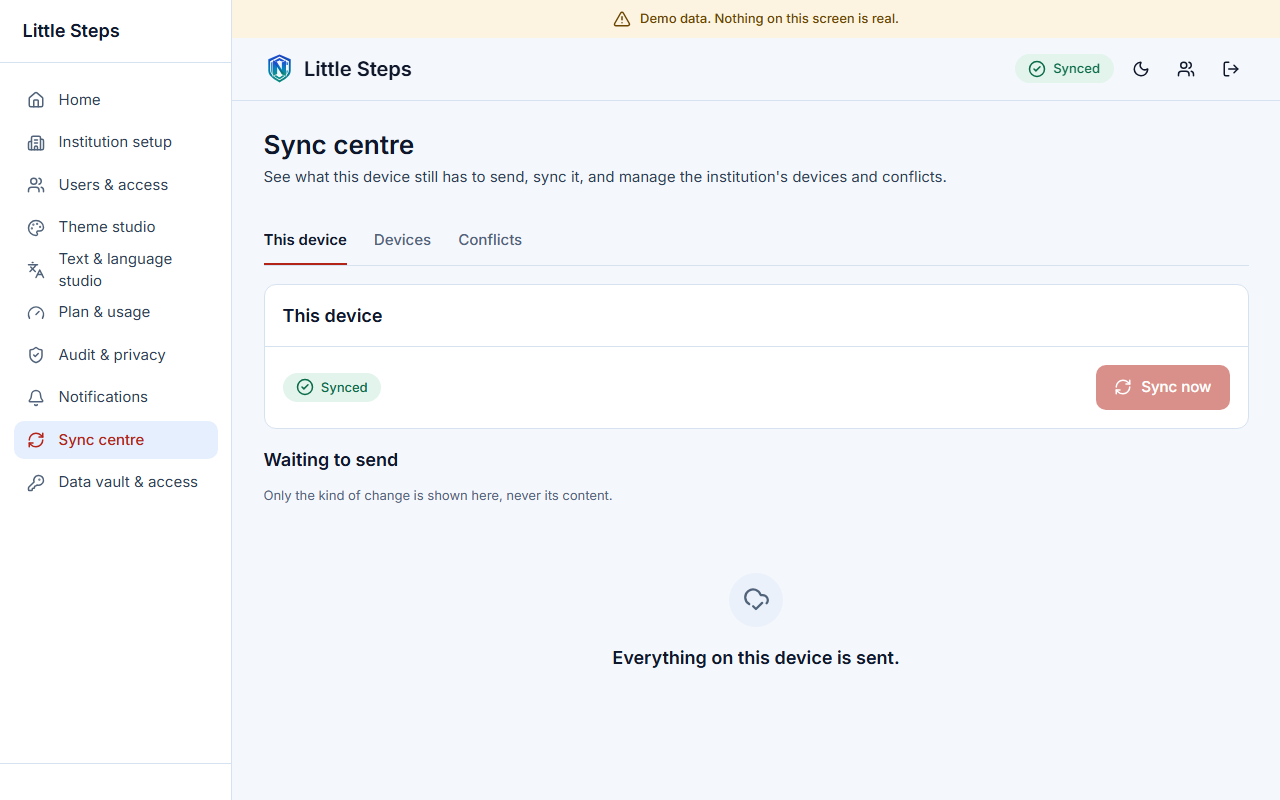 Little Steps
Home
Institution setup
Users & access
Theme studio
Text & language
studio
Plan & usage
Audit & privacy
Notifications
Sync centre
Data vault & access
Demo data. Nothing on this screen is real.
Little Steps
Synced
Sync centre
See what this device still has to send, sync it, and manage the institution's devices and conflicts.
This device
Devices
Conflicts
This device
Synced
Sync now
Waiting to send
Only the kind of change is shown here, never its content.
Everything on this device is sent.